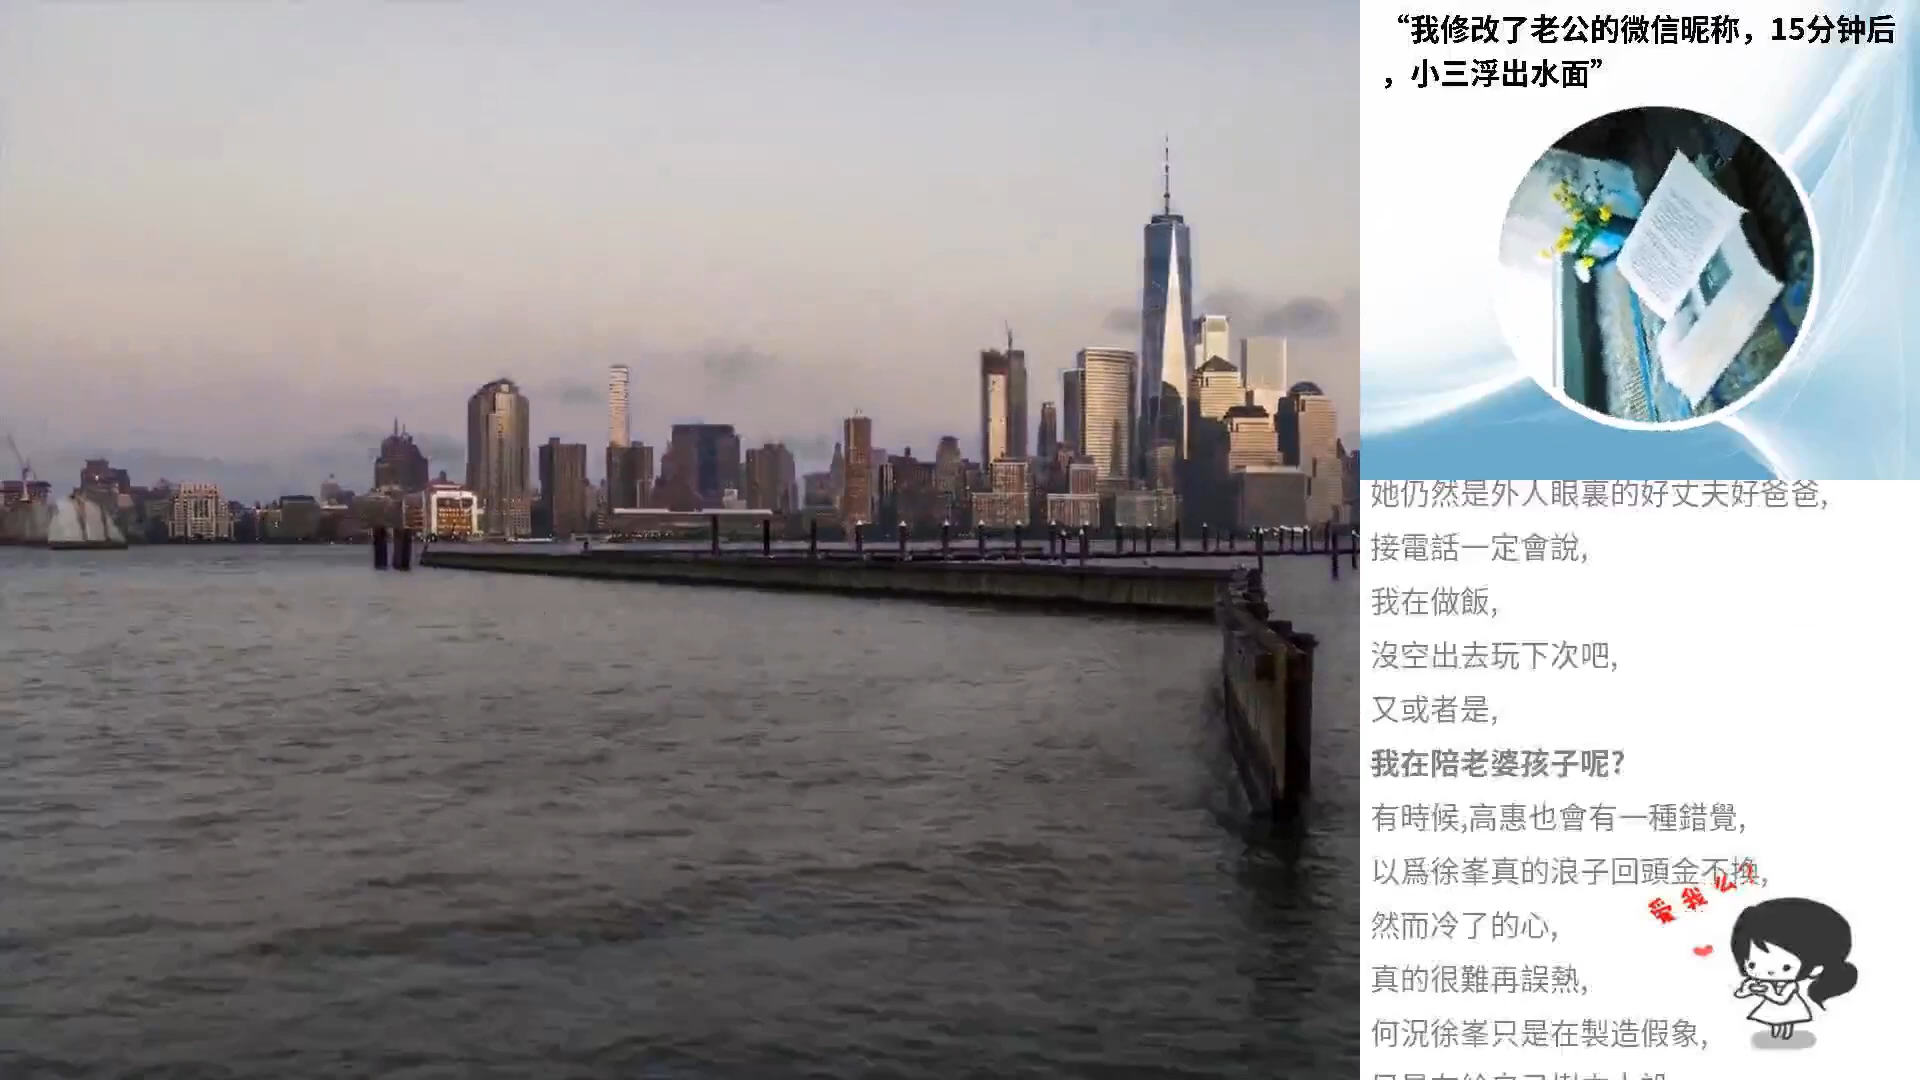 “我修改了老公的微信昵称，15分钟后
，小三浮出水面”
她仍然是外人眼裏的好丈夫好爸爸,
接電話一定會說,
我在做飯,
沒空出去玩下次吧,
又或者是,
我在陪老婆孩子呢?
有時候,高惠也會有一種錯覺,
以爲徐峯真的浪子回頭金不換,
爱我么?
然而冷了的心,
真的很難再誤熱,
何況徐峯只是在製造假象,